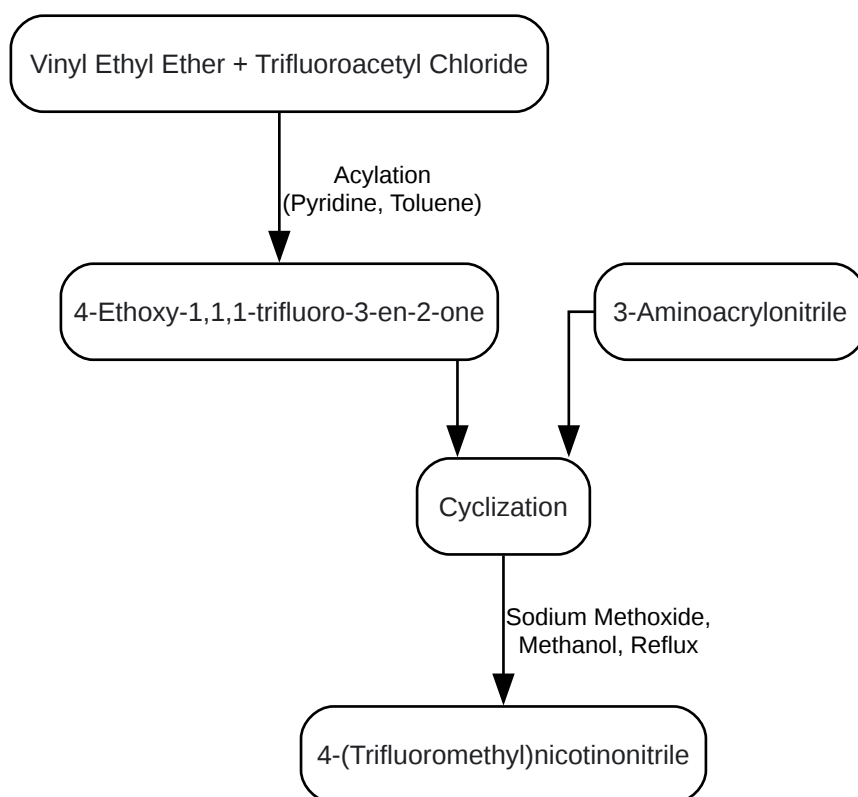 Vinyl Ethyl Ether + Trifluoroacetyl Chloride
Acylation
(Pyridine, Toluene)
4-Ethoxy-1,1,1-trifluoro-3-en-2-one
3-Aminoacrylonitrile
Cyclization
Sodium Methoxide,
Methanol, Reflux
4-(Trifluoromethyl)nicotinonitrile